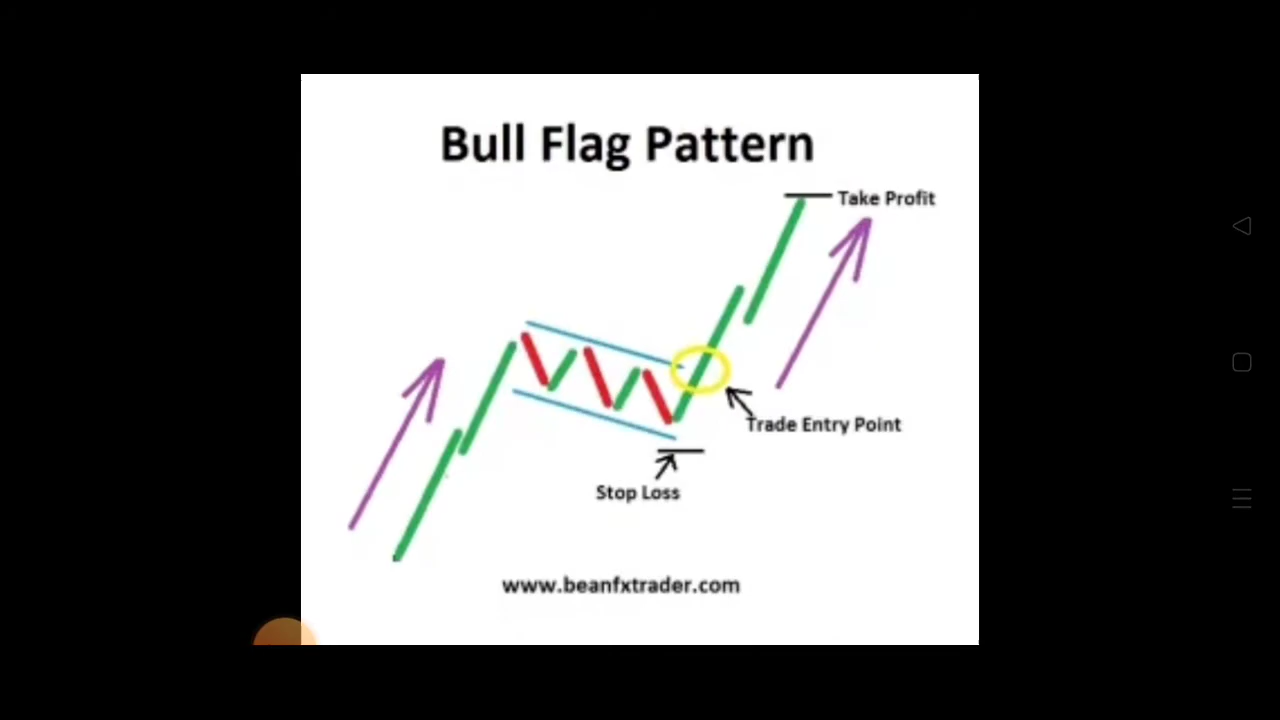 Bull Flag Pattern
Take Profit
Trade Entry Point
Stop Loss
www.beanfxtrader.com